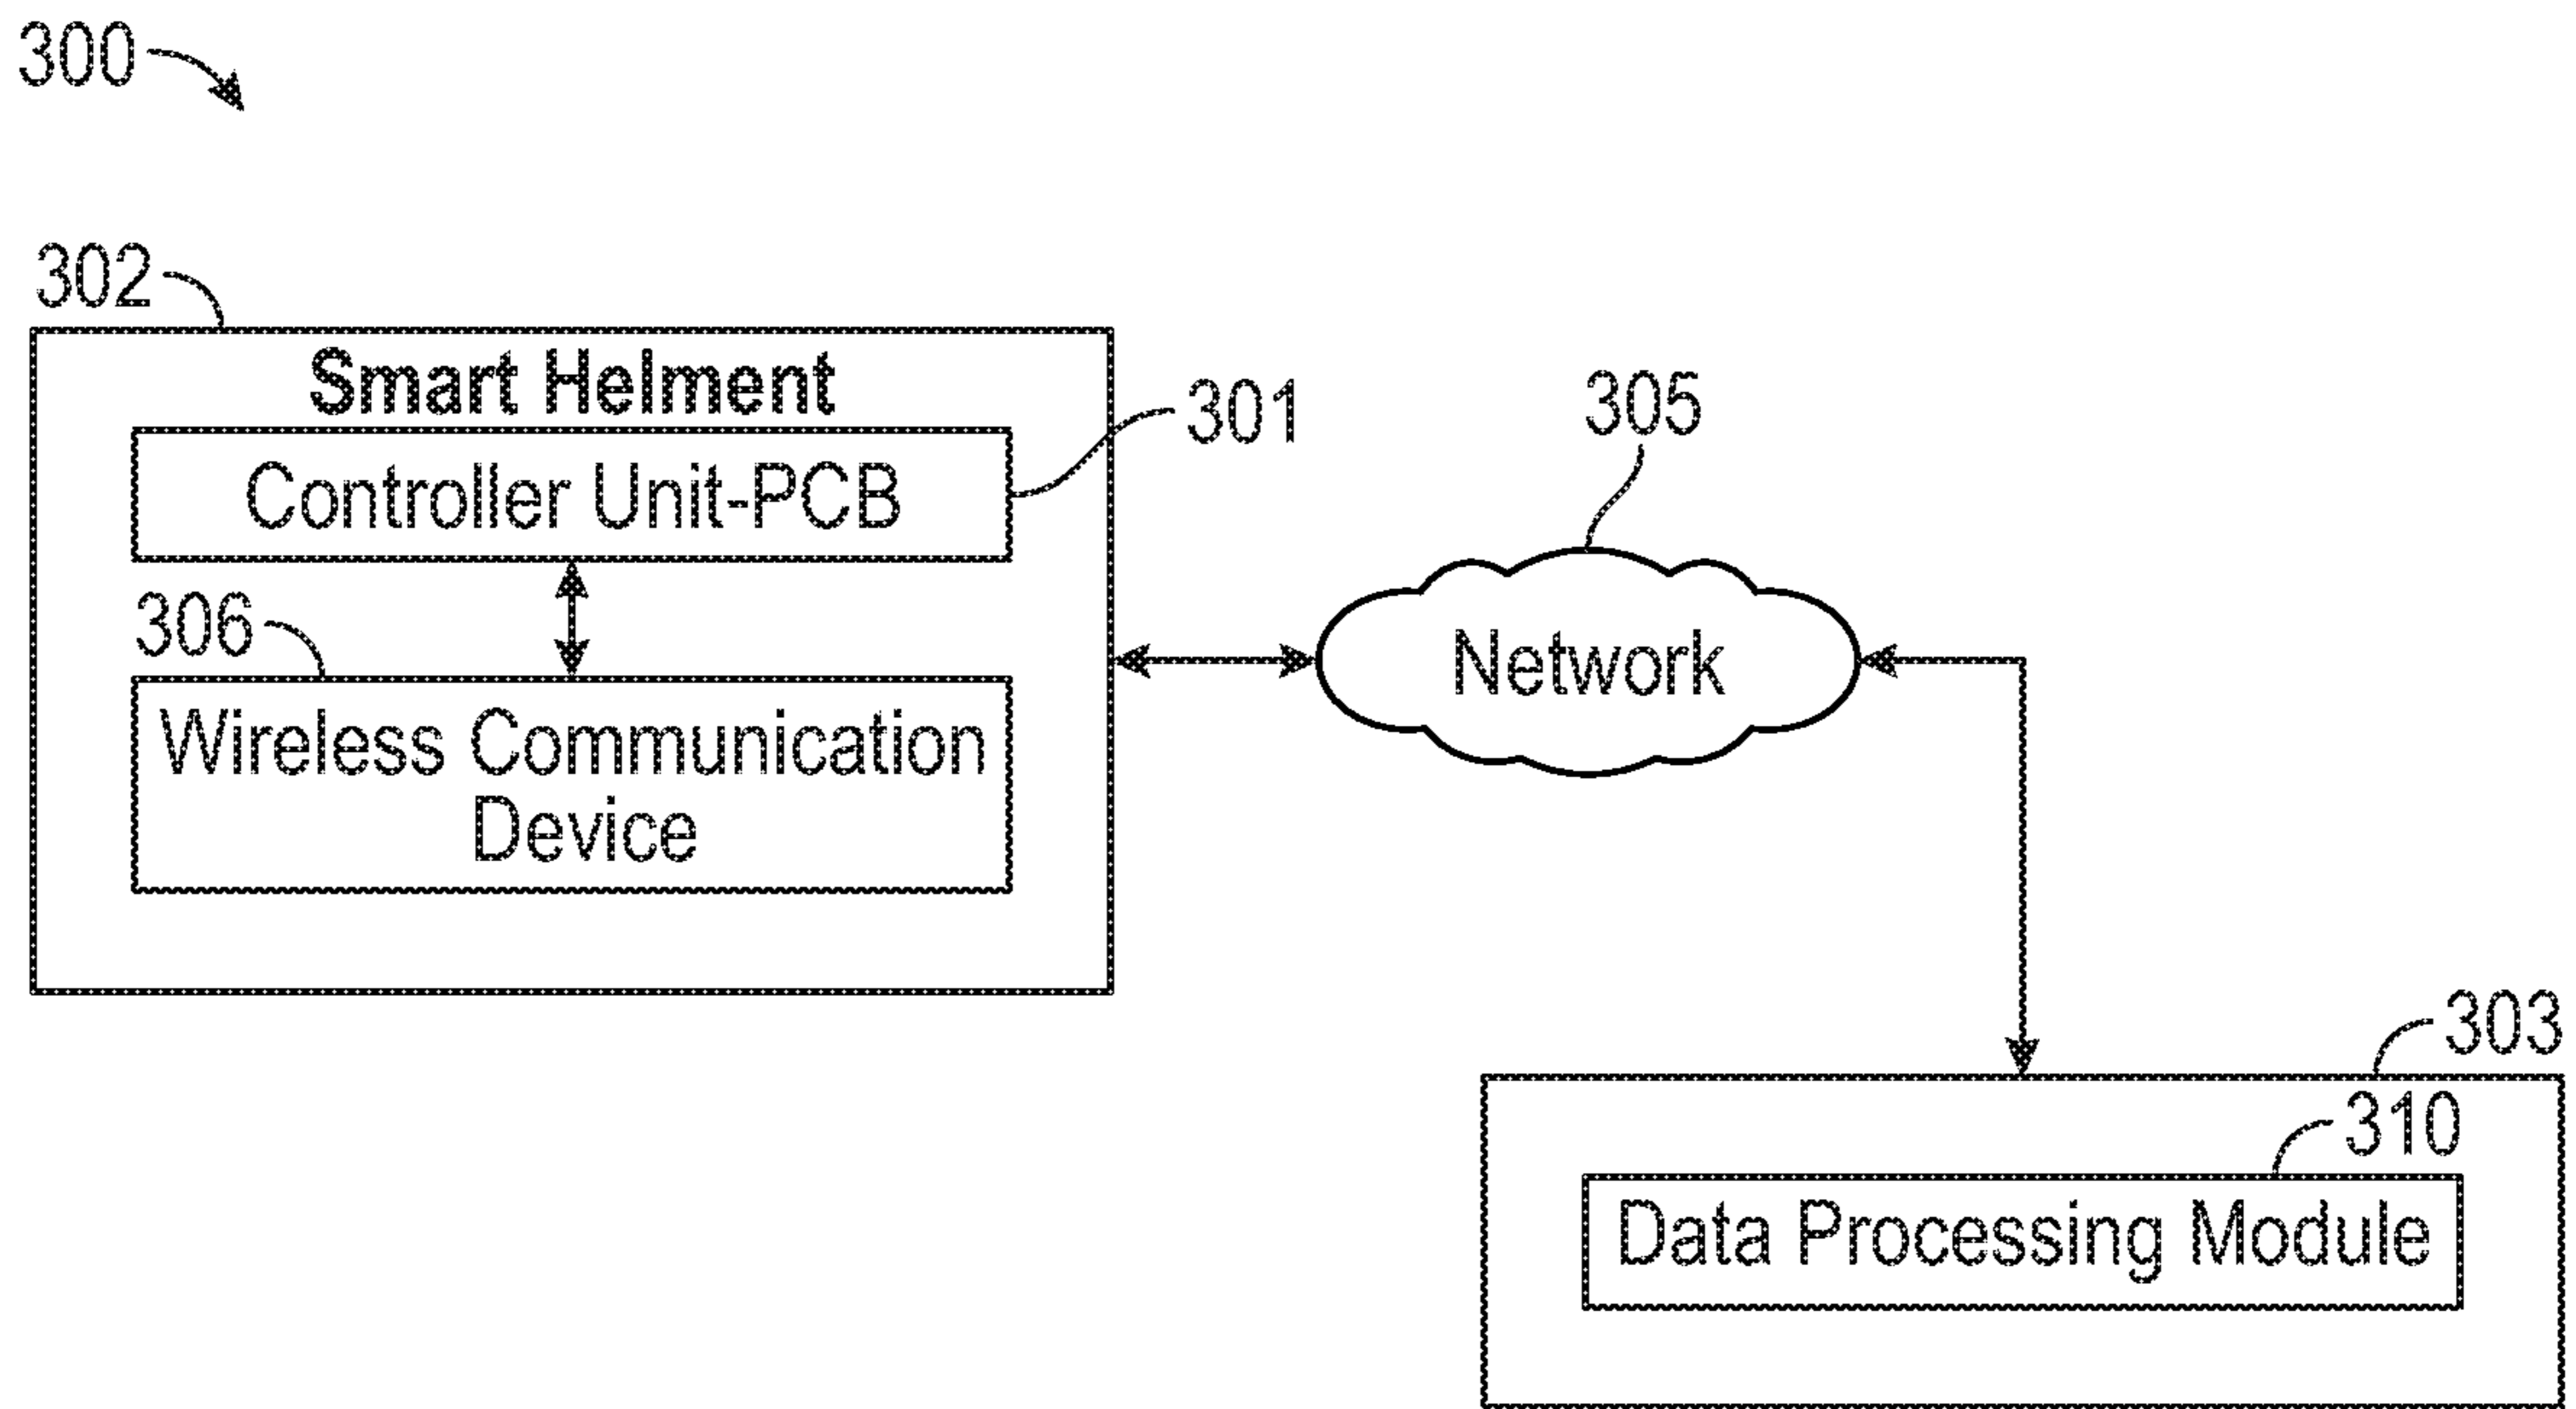 300
302
Smart Helment
301
Controller Unit-PCB
306
Wireless Communication
Device
305
Network
303
310
Data Processing Module